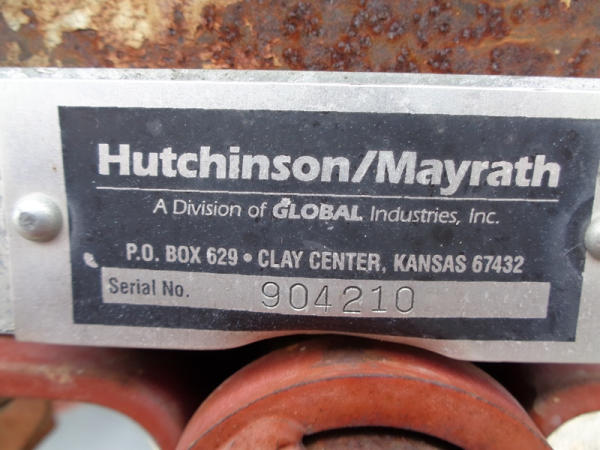 Hutchinson/Mayrath
A Division of GLOBAL Industries, Inc.
P.O. BOX 629 • CLAY CENTER, KANSAS 67432
Serial No. 904210